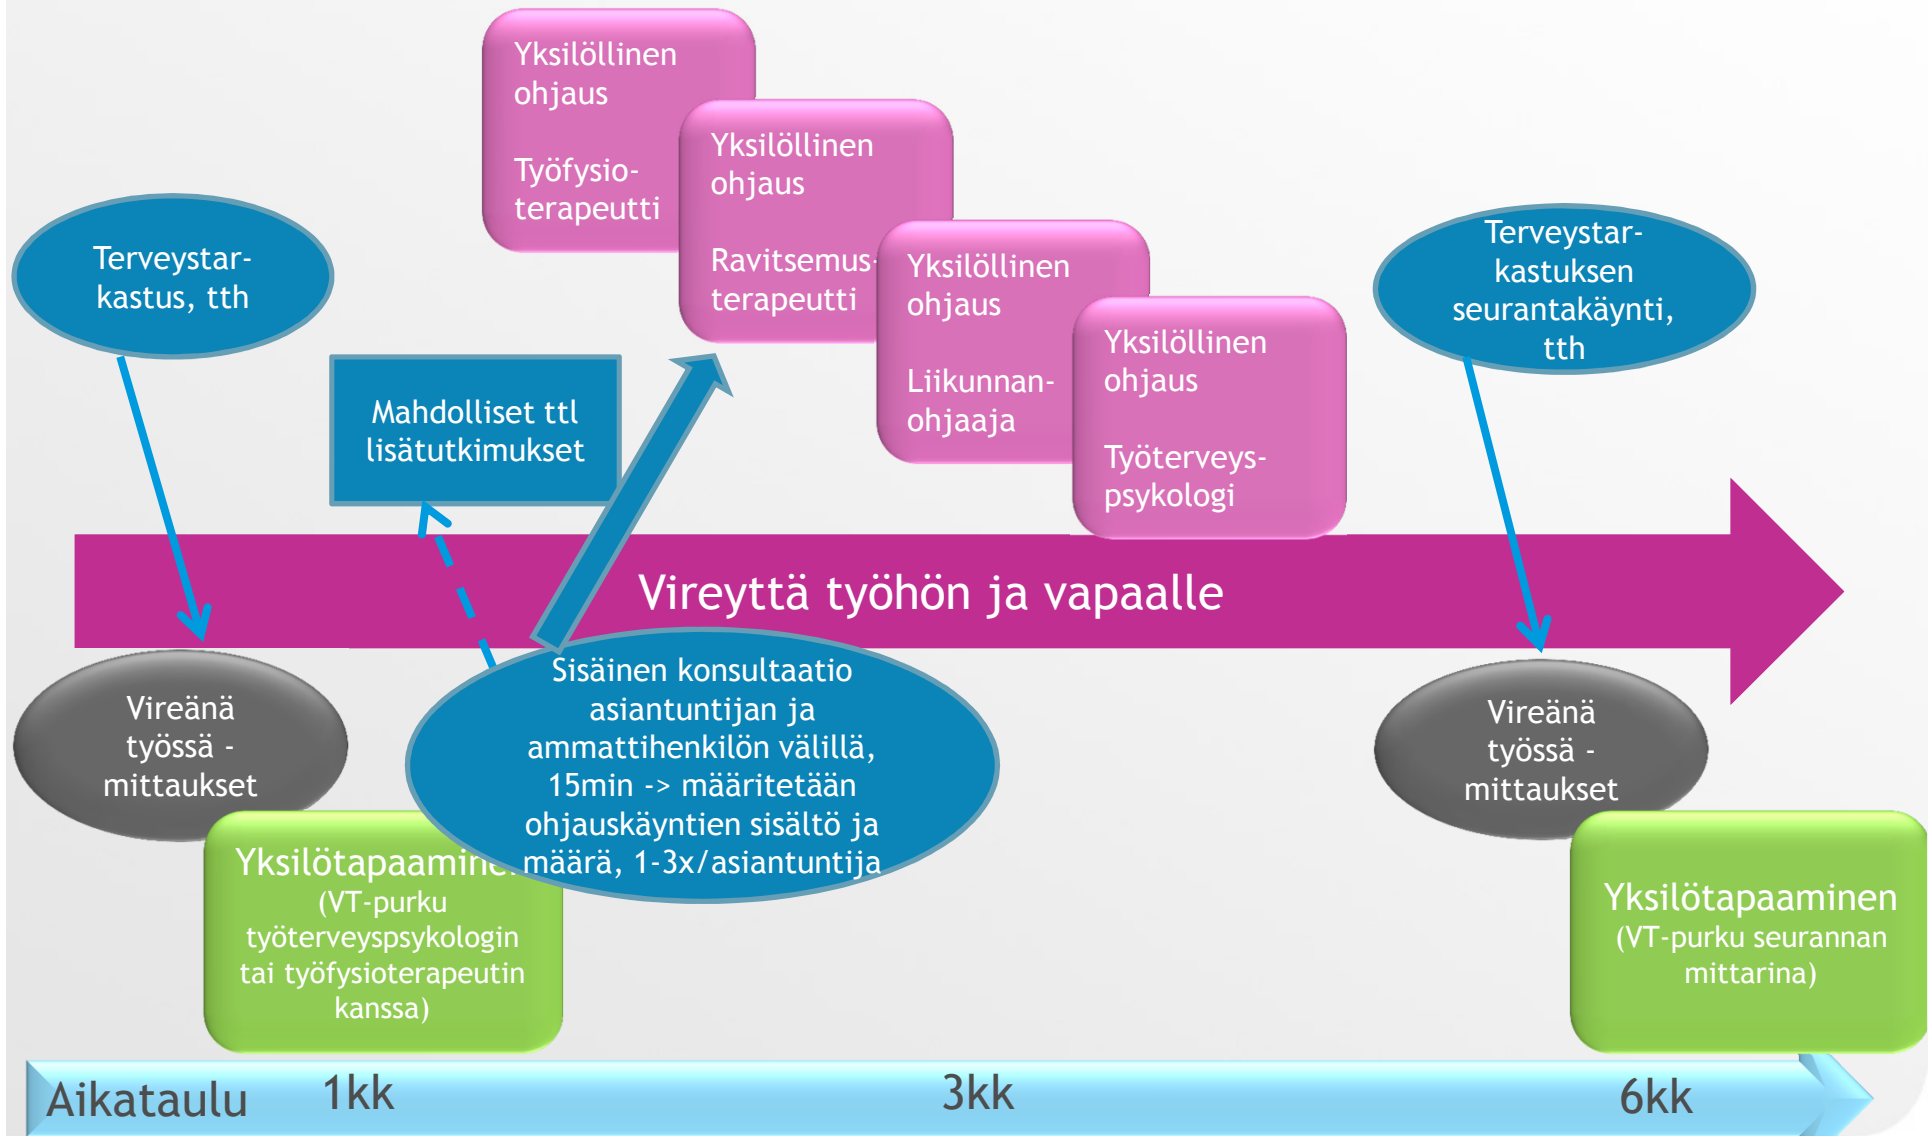 Yksilöllinen
ohjaus
Työfysio-
terapeutti
Yksilöllinen
ohjaus
Ravitsemus-
terapeutti
Yksilöllinen
ohjaus
Liikunnan-
ohjaaja
Yksilöllinen
ohjaus
Työterveys-
psykologi
Terveystar-
kastus, tth
Terveystar-
kastuksen
seurantakäynti,
tth
Mahdolliset ttl
lisätutkimukset
Vireyttä työhön ja vapaalle
Vireänä
työssä -
mittaukset
Sisäinen konsultaatio
asiantuntijan ja
ammattihenkilön välillä,
15min -> määritetään
ohjauskäyntien sisältö ja
määrä, 1-3x/asiantuntija
Vireänä
työssä -
mittaukset
Yksilötapaaminen
(VT-purku
työterveyspsykologin
tai työfysioterapeutin
kanssa)
Yksilötapaaminen
(VT-purku seurannan
mittarina)
Aikataulu 1kk 3kk 6kk